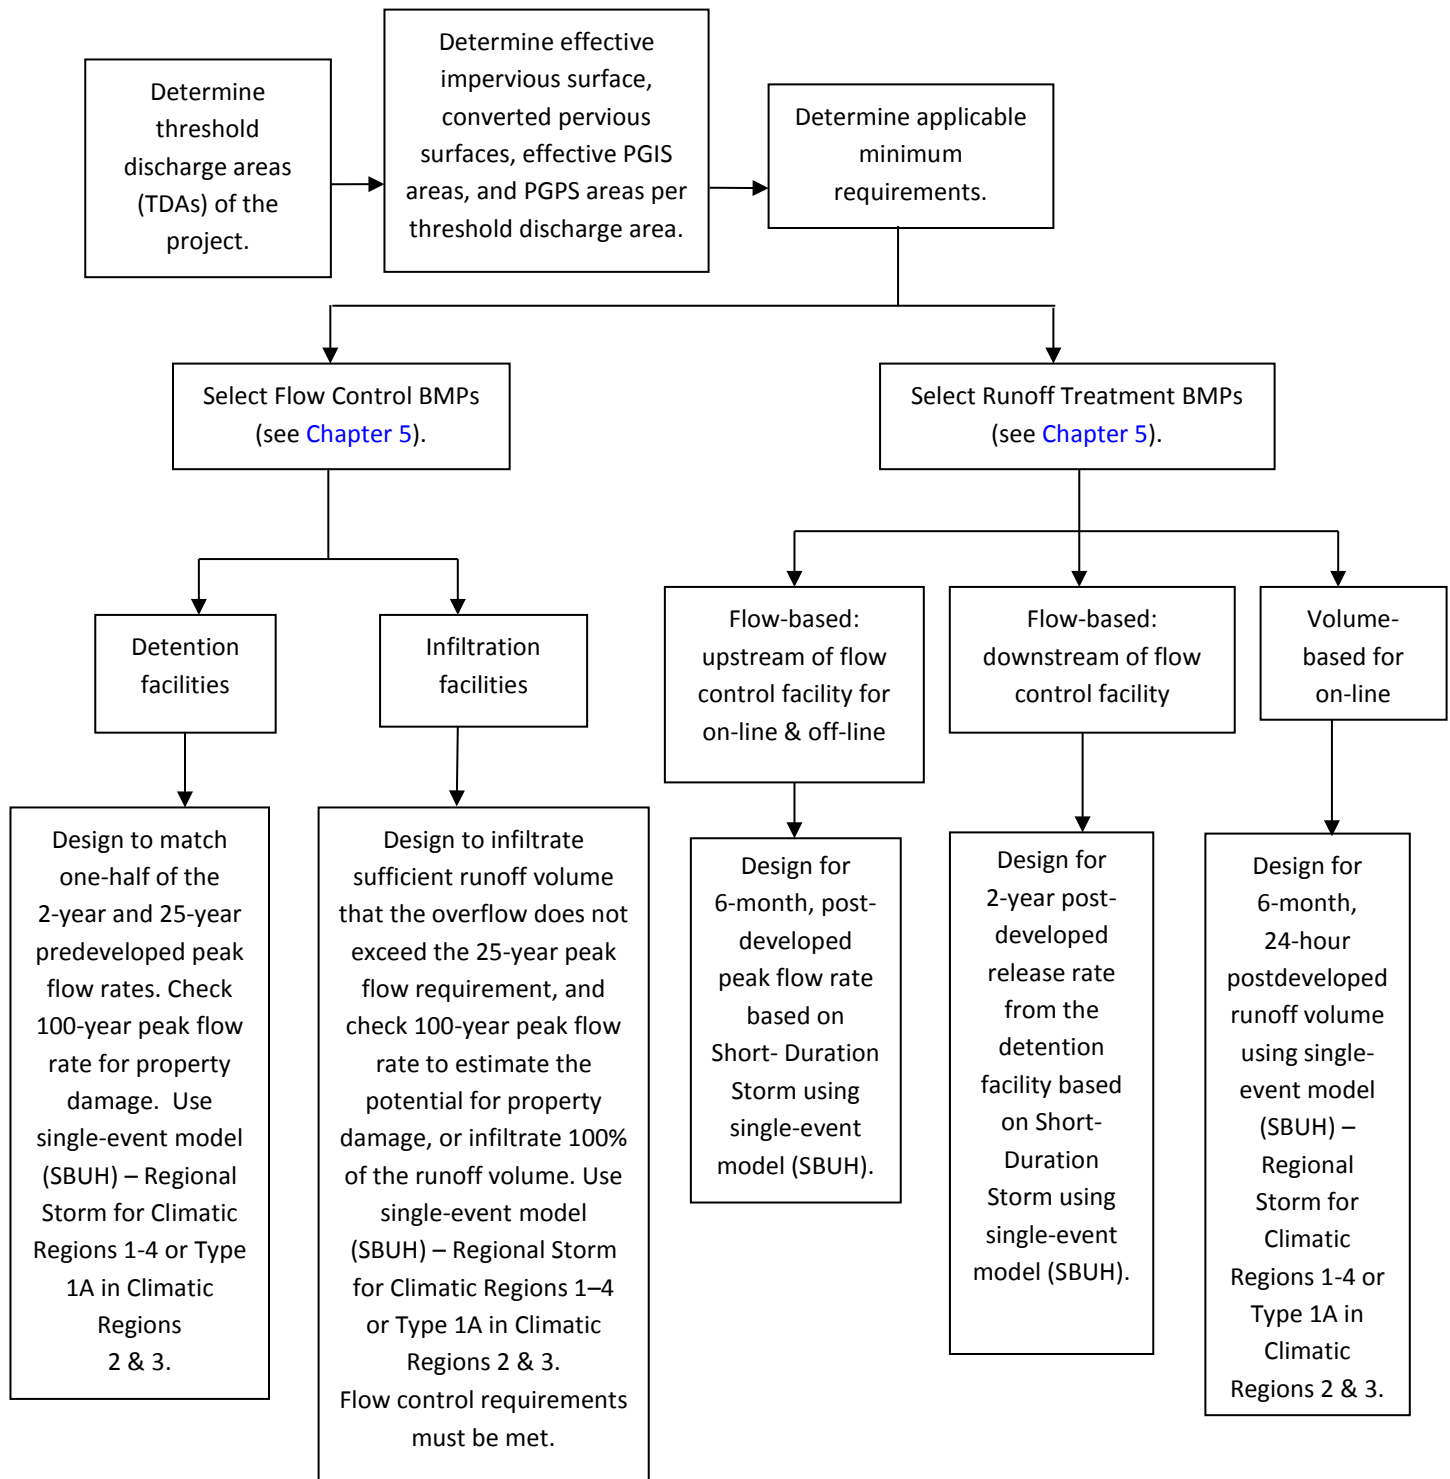 Determine
threshold
discharge areas
(TDAs) of the
project.
Determine effective
impervious surface,
converted pervious
surfaces, effective PGIS
areas, and PGPS areas per
threshold discharge area.
Determine applicable
minimum
requirements.
Select Flow Control BMPs
(see Chapter 5).
Select Runoff Treatment BMPs
(see Chapter 5).
Detention
facilities
Infiltration
facilities
Flow-based:
upstream of flow
control facility for
on-line & off-line
Flow-based:
downstream of flow
control facility
Volume-
based for
on-line
Design to match
one-half of the
2-year and 25-year
predeveloped peak
flow rates. Check
100-year peak flow
rate for property
damage.  Use
single-event model
(SBUH) – Regional
Storm for Climatic
Regions 1-4 or Type
1A in Climatic
Regions
2 & 3.
Design to infiltrate
sufficient runoff volume
that the overflow does not
exceed the 25-year peak
flow requirement, and
check 100-year peak flow
rate to estimate the
potential for property
damage, or infiltrate 100%
of the runoff volume. Use
single-event model
(SBUH) – Regional Storm
for Climatic Regions 1–4
or Type 1A in Climatic
Regions 2 & 3.
Flow control requirements
must be met.
Design for
6-month, post-
developed
peak flow rate
based on
Short- Duration
Storm using
single-event
model (SBUH).
Design for
2-year post-
developed
release rate
from the
detention
facility based
on Short-
Duration
Storm using
single-event
model (SBUH).
Design for
6-month,
24-hour
postdeveloped
runoff volume
using single-
event model
(SBUH) –
Regional
Storm for
Climatic
Regions 1-4 or
Type 1A in
Climatic
Regions 2 & 3.